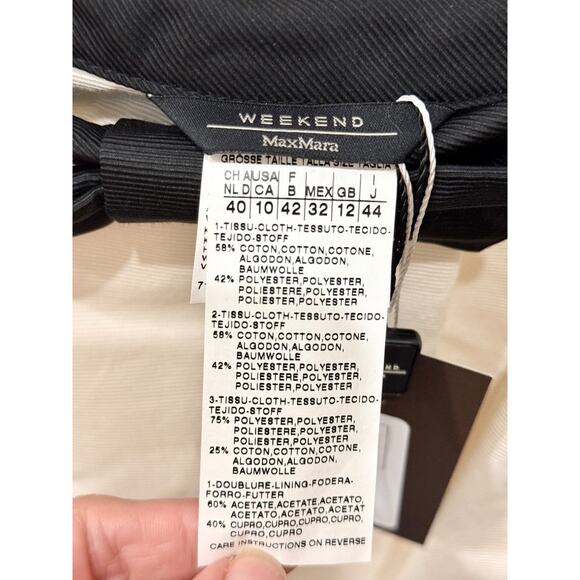 WEEKEND
MaxMara
GRÖSSE TAILLE TALLA SIZE TAGLIA
CH A USA F I
NL D CA B MEX GB J
40 10 42 32 12 44
1-TISSU-CLOTH-TESSUTO-TECIDO-
TEJIDO-STOFF
58% COTON,COTTON,COTONE,
ALGODON,ALGODON,
BAUMWOLLE
42% POLYESTER,POLYESTER,
POLIESTERE,POLYESTER,
POLYESTER,POLYESTER
2-TISSU-CLOTH-TESSUTO-TECIDO-
TEJIDO-STOFF
58% COTON,COTTON,COTONE,
ALGODON,ALGODON,
BAUMWOLLE
42% POLYESTER,POLYESTER,
POLIESTERE,POLYESTER,
POLYESTER,POLYESTER
3-TISSU-CLOTH-TESSUTO-TECIDO-
TEJIDO-STOFF
75% POLYESTER,POLYESTER,
POLIESTERE,POLYESTER,
POLYESTER,POLYESTER
25% COTON,COTTON,COTONE,
ALGODON,ALGODON,
BAUMWOLLE
1-DOUBLURE-LINING-FODERA-
FORRO-FUTTER
60% ACETATE,ACETATE,ACETATO,
ACETATO,ACETATO,ACETAT
40% CUPRO,CUPRO,CUPRO,CUPRO,
CUPRO,CUPRO
CARE INSTRUCTIONS ON REVERSE